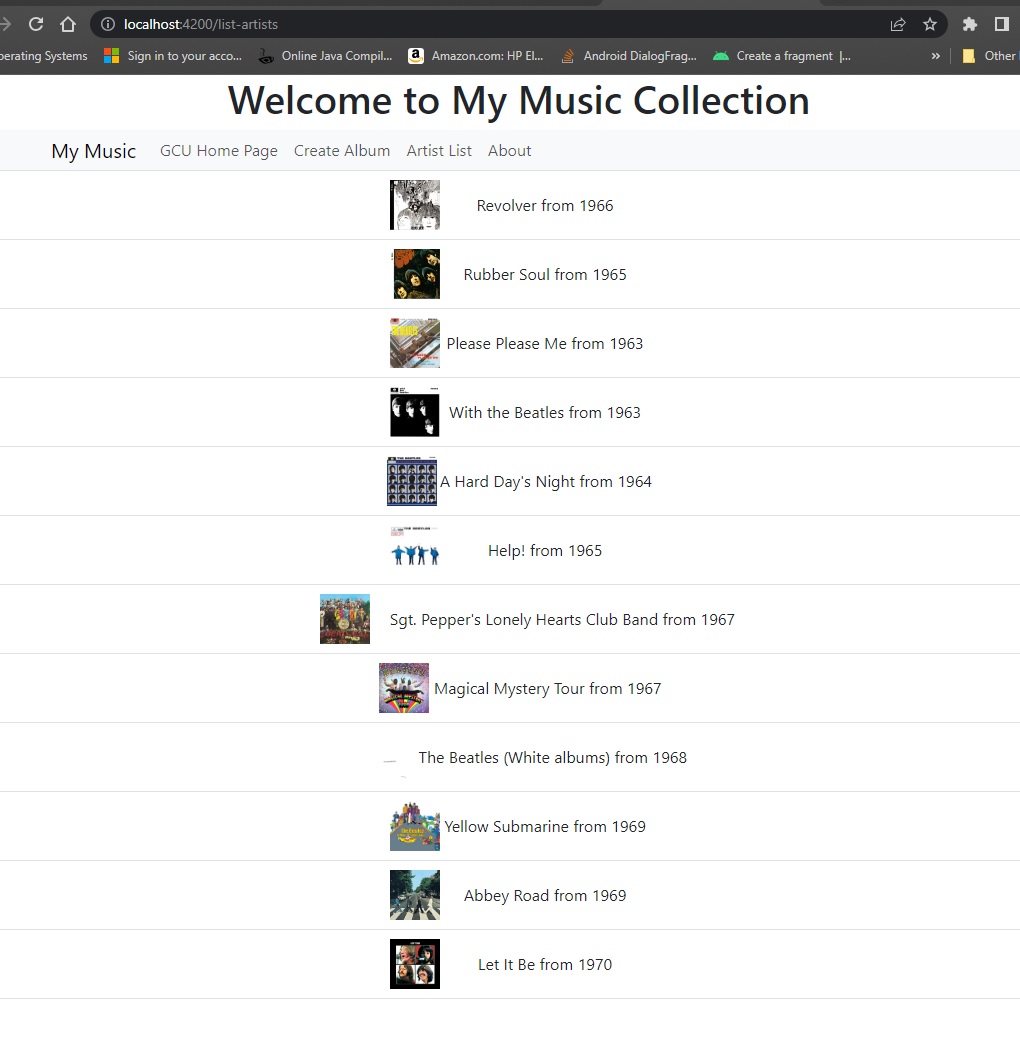 localhost:4200/list-artists
perating Systems Sign in to your acco... Online Java Compil... Amazon.com: HP El... Android DialogFrag... Create a fragment |... » Other
Welcome to My Music Collection
My Music GCU Home Page Create Album Artist List About
Revolver from 1966
Rubber Soul from 1965
Please Please Me from 1963
With the Beatles from 1963
A Hard Day's Night from 1964
Help! from 1965
Sgt. Pepper's Lonely Hearts Club Band from 1967
Magical Mystery Tour from 1967
The Beatles (White albums) from 1968
Yellow Submarine from 1969
Abbey Road from 1969
Let It Be from 1970